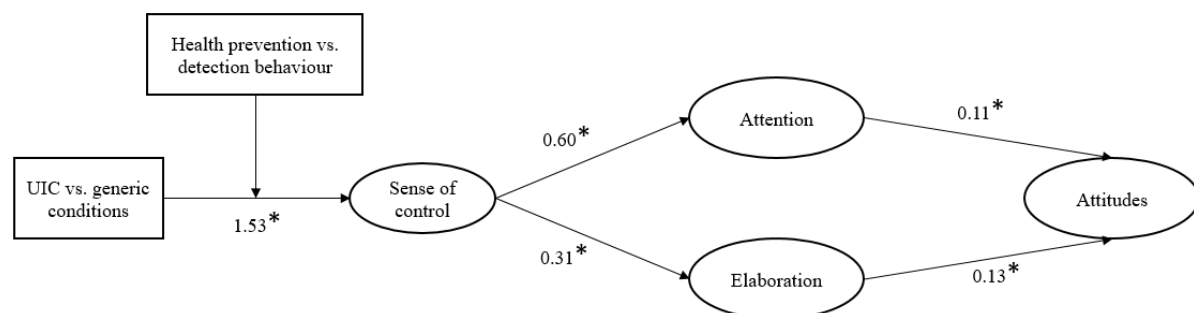 Health prevention vs.
detection behaviour
UIC vs. generic
conditions
1.53*
Sense of
control
0.60*
0.31*
Attention
Elaboration
0.11*
0.13*
Attitudes